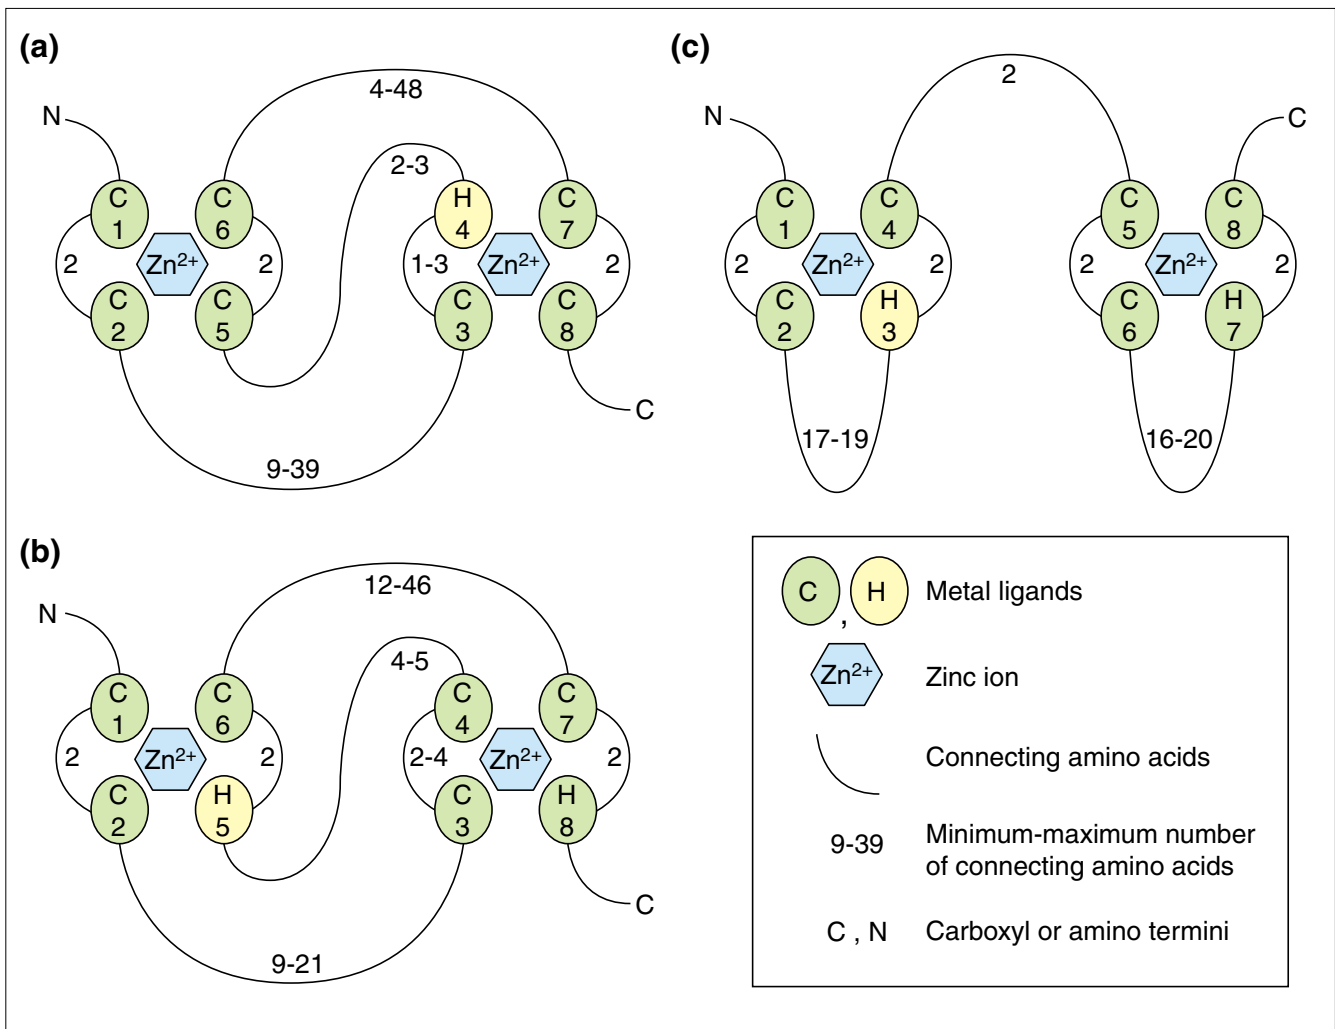 (a)
4-48
N
2-3
C
1
C
6
H
4
C
7
2
Zn2+
2
1-3
Zn2+
2
C
2
C
5
C
3
C
8
C
9-39
(c)
2
N
C
C
1
C
4
C
5
C
8
2
Zn2+
2
2
Zn2+
2
C
2
H
3
C
6
H
7
17-19
16-20
(b)
12-46
N
4-5
C
1
C
6
C
4
C
7
2
Zn2+
2
2-4
Zn2+
2
C
2
H
5
C
3
H
8
C
9-21
C , H Metal ligands
Zn2+ Zinc ion
Connecting amino acids
9-39 Minimum-maximum number
of connecting amino acids
C , N Carboxyl or amino termini